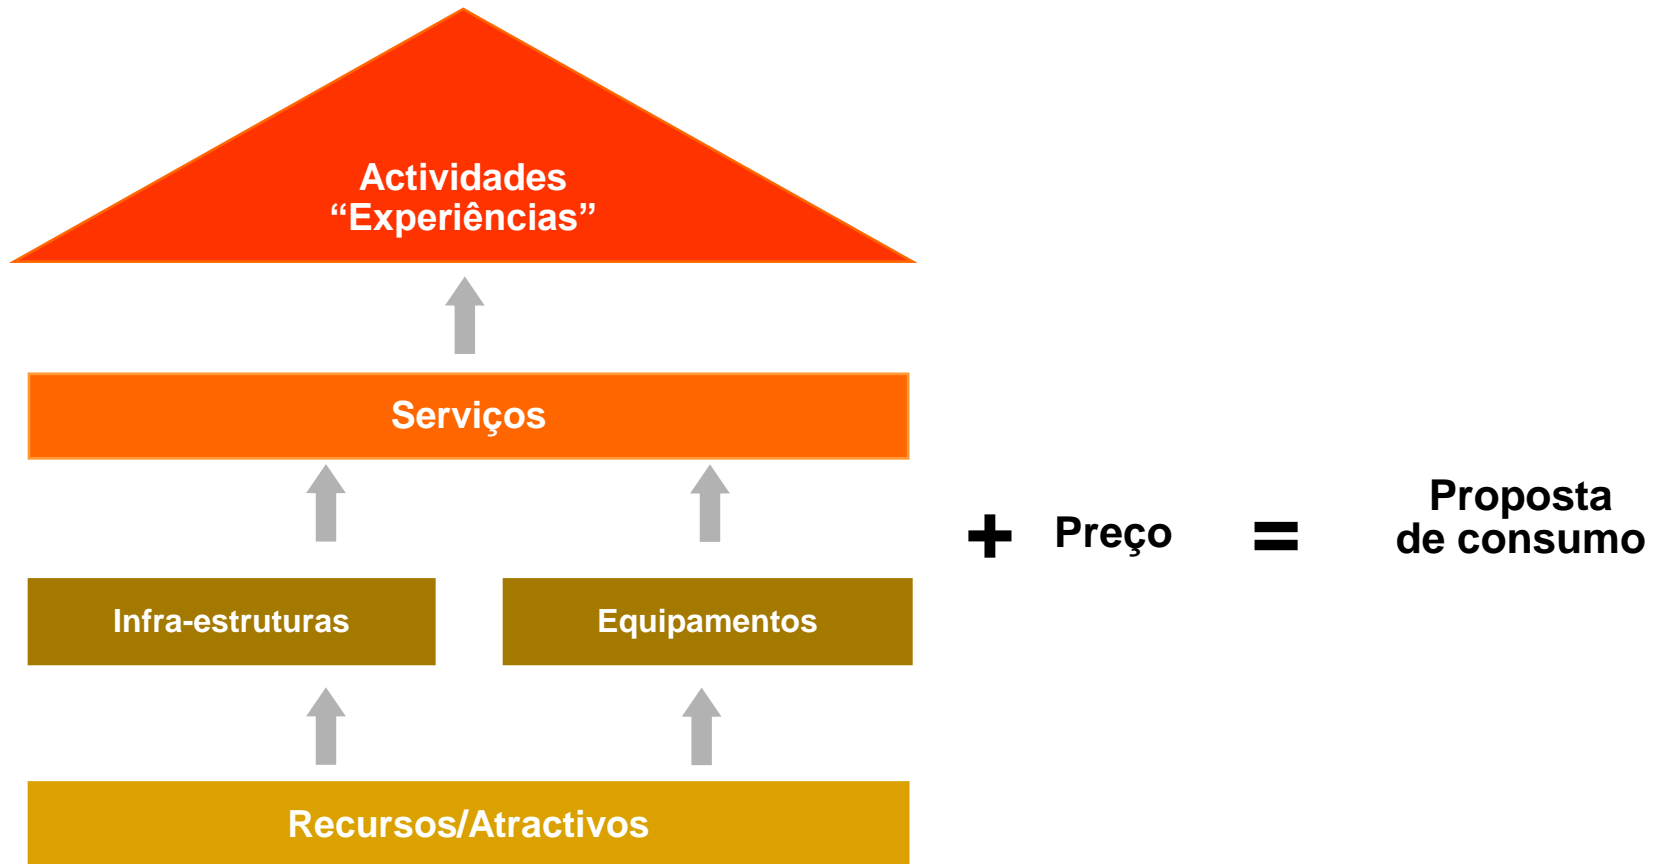 Actividades
“Experiências”
Serviços
Infra-estruturas
Equipamentos
Recursos/Atractivos
+
Preço
=
Proposta
de consumo